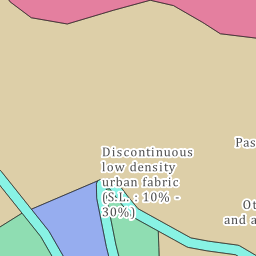 Discontinuous
low density
urban fabric
(S.L. : 10% -
30%)
Pas
Ot
and a